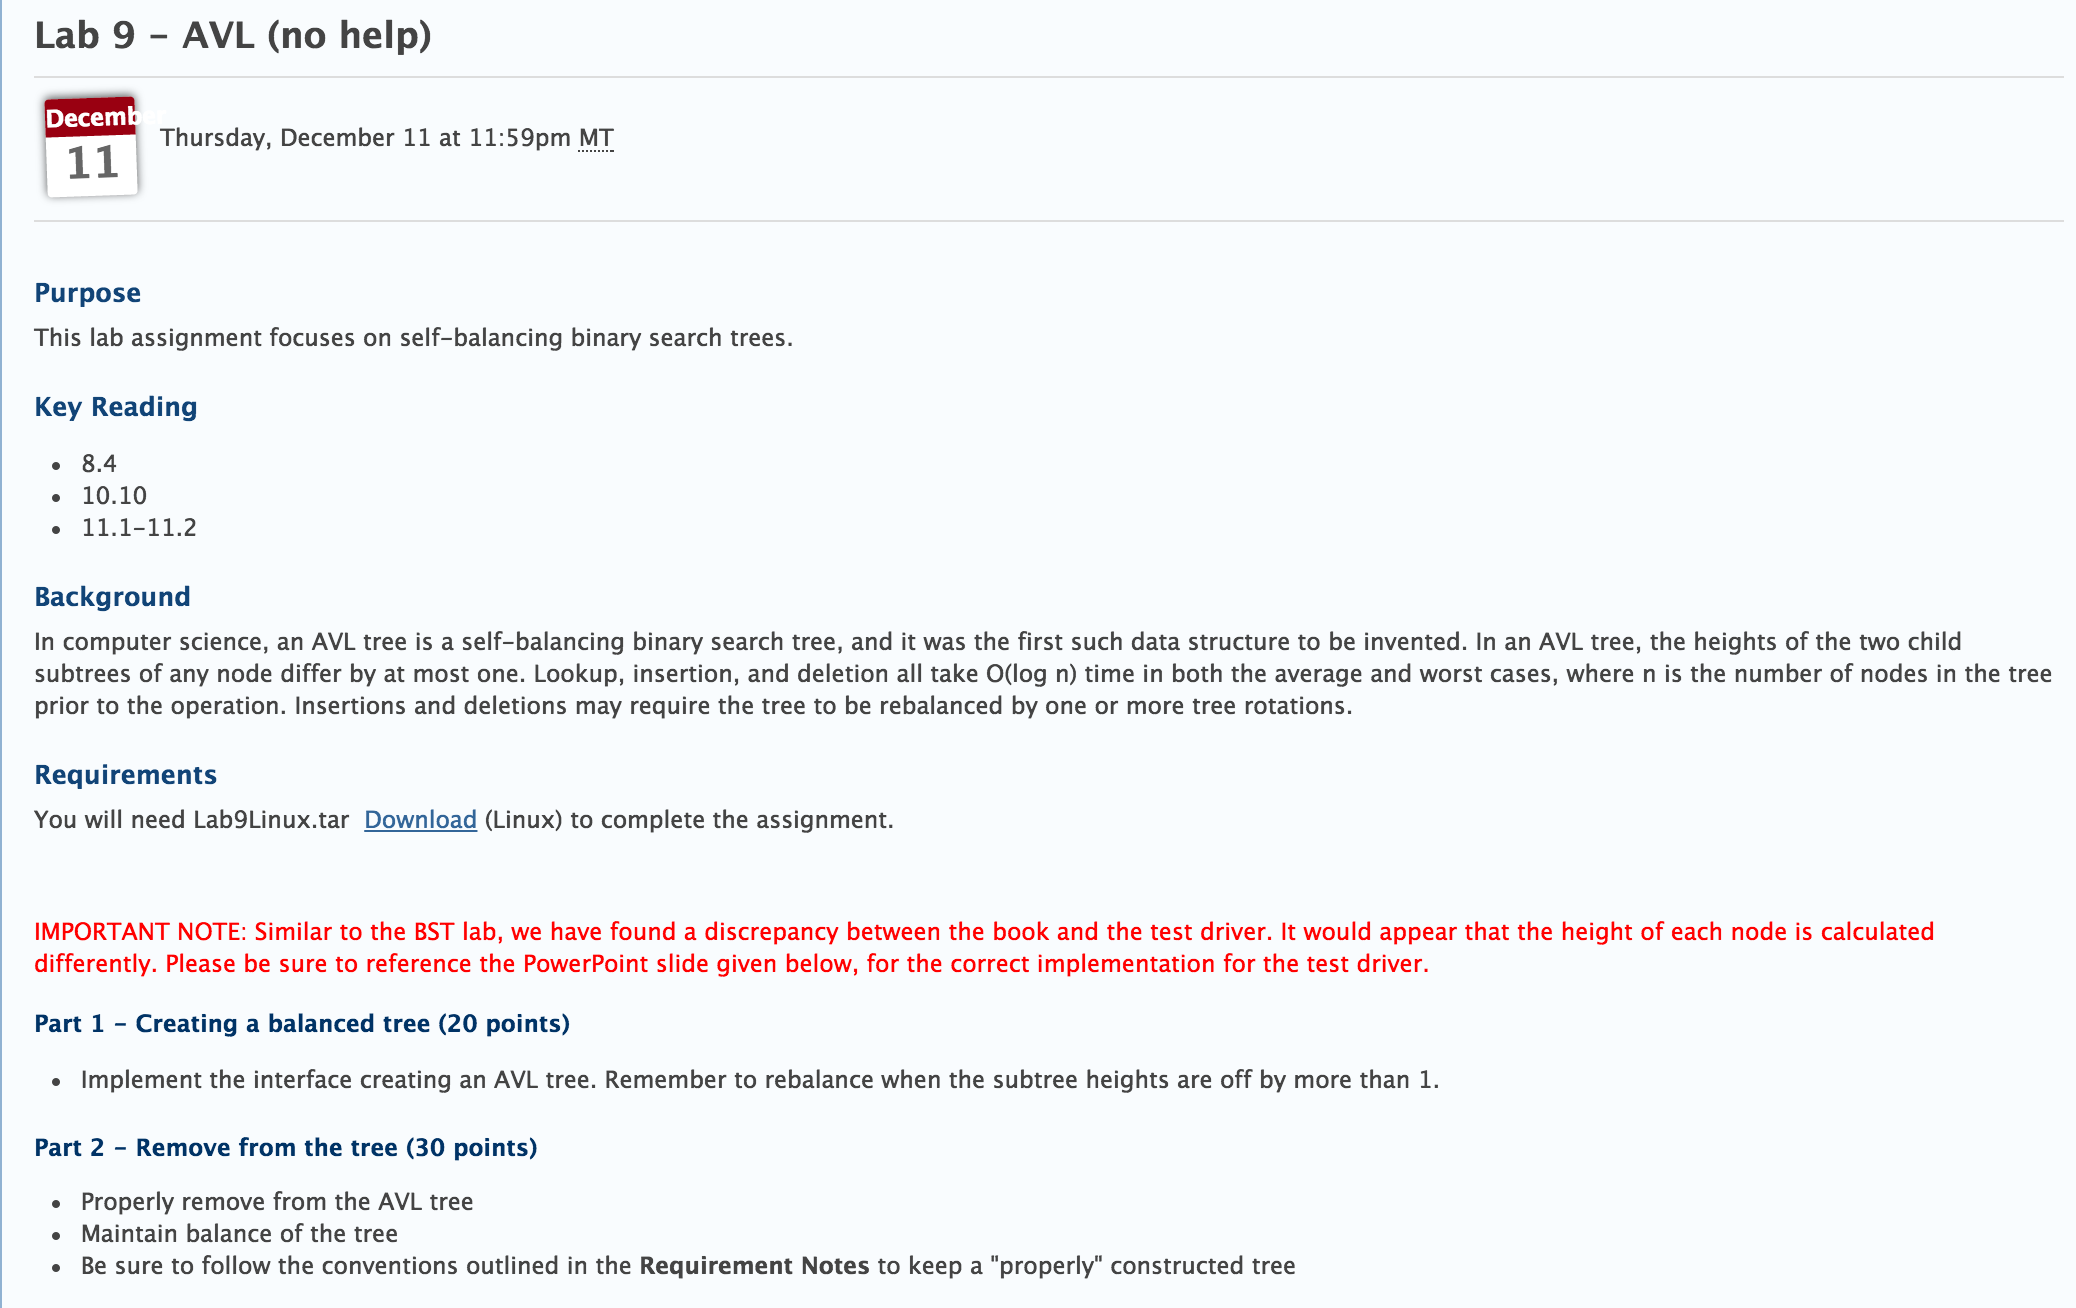 Lab 9 – AVL (no help)
December
11
Thursday, December 11 at 11:59pm MT
Purpose
This lab assignment focuses on self-balancing binary search trees.
Key Reading
• 8.4
• 10.10
• 11.1-11.2
Background
In computer science, an AVL tree is a self-balancing binary search tree, and it was the first such data structure to be invented. In an AVL tree, the heights of the two child
subtrees of any node differ by at most one. Lookup, insertion, and deletion all take O(log n) time in both the average and worst cases, where n is the number of nodes in the tree
prior to the operation. Insertions and deletions may require the tree to be rebalanced by one or more tree rotations.
Requirements
You will need Lab9Linux.tar Download (Linux) to complete the assignment.
IMPORTANT NOTE: Similar to the BST lab, we have found a discrepancy between the book and the test driver. It would appear that the height of each node is calculated
differently. Please be sure to reference the PowerPoint slide given below, for the correct implementation for the test driver.
Part 1 – Creating a balanced tree (20 points)
• Implement the interface creating an AVL tree. Remember to rebalance when the subtree heights are off by more than 1.
Part 2 – Remove from the tree (30 points)
• Properly remove from the AVL tree
• Maintain balance of the tree
• Be sure to follow the conventions outlined in the Requirement Notes to keep a "properly" constructed tree